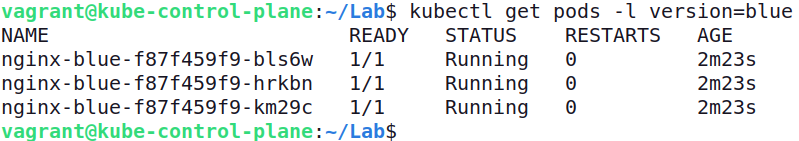 vagrant@kube-control-plane:~/Lab$ kubectl get pods -l version=blue
NAME                         READY   STATUS    RESTARTS   AGE
nginx-blue-f87f459f9-bls6w   1/1     Running   0          2m23s
nginx-blue-f87f459f9-hrkbn   1/1     Running   0          2m23s
nginx-blue-f87f459f9-km29c   1/1     Running   0          2m23s
vagrant@kube-control-plane:~/Lab$